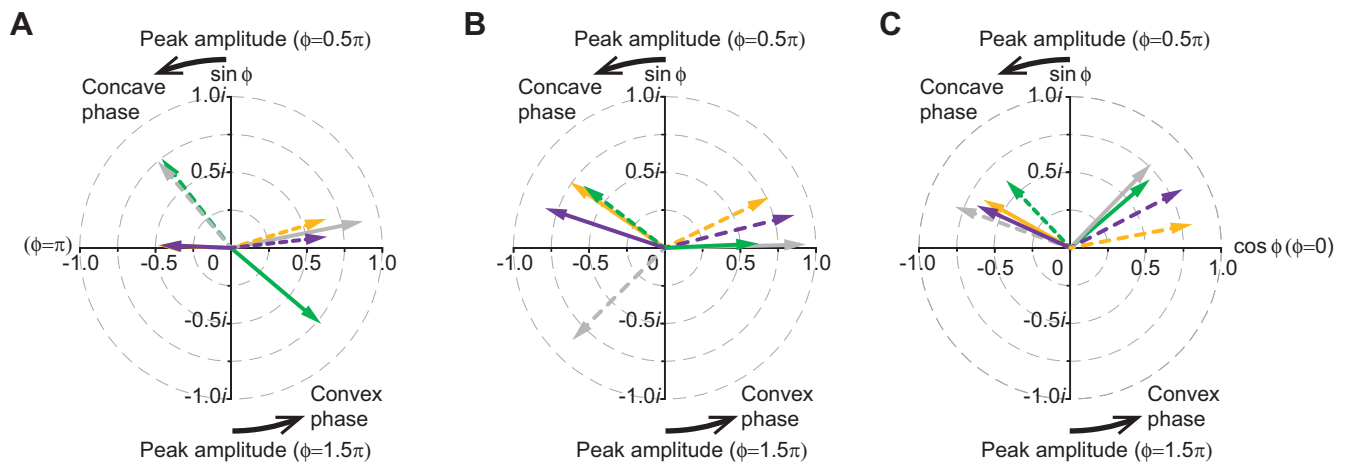 A
Peak amplitude (ϕ=0.5π)
Concave
phase
sin ϕ
1.0i
0.5i
(ϕ=π)
-1.0
-0.5
0
0.5
1.0
-0.5i
-1.0i
Convex
phase
Peak amplitude (ϕ=1.5π)
B
Peak amplitude (ϕ=0.5π)
Concave
phase
sin ϕ
1.0i
0.5i
-1.0
-0.5
0
0.5
1.0
-0.5i
-1.0i
Convex
phase
Peak amplitude (ϕ=1.5π)
C
Peak amplitude (ϕ=0.5π)
Concave
phase
sin ϕ
1.0i
0.5i
cos ϕ (ϕ=0)
-1.0
-0.5
0
0.5
1.0
-0.5i
-1.0i
Convex
phase
Peak amplitude (ϕ=1.5π)